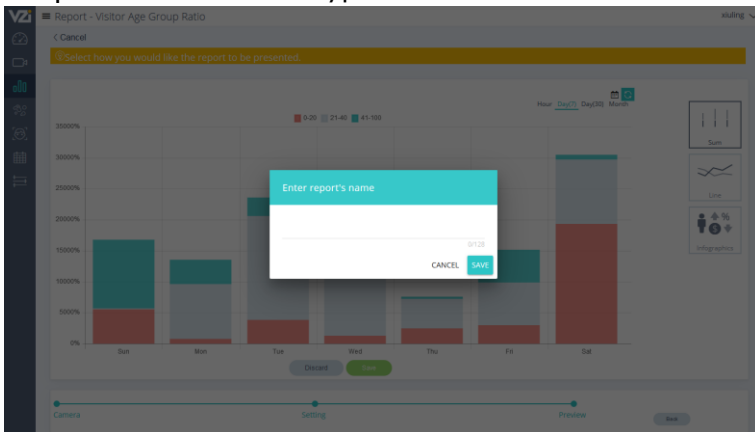 VZi
Report - Visitor Age Group Ratio
xiuling
< Cancel
Select how you would like the report to be presented.
Hour Day(7) Day(30) Month
0-20 21-40 41-100
35000%
30000%
25000%
20000%
15000%
10000%
5000%
0%
Sun Mon Tue Wed Thu Fri Sat
Sum
Line
Infographics
Enter report's name
0/128
CANCEL SAVE
Discard Save
Camera Setting Preview
Back